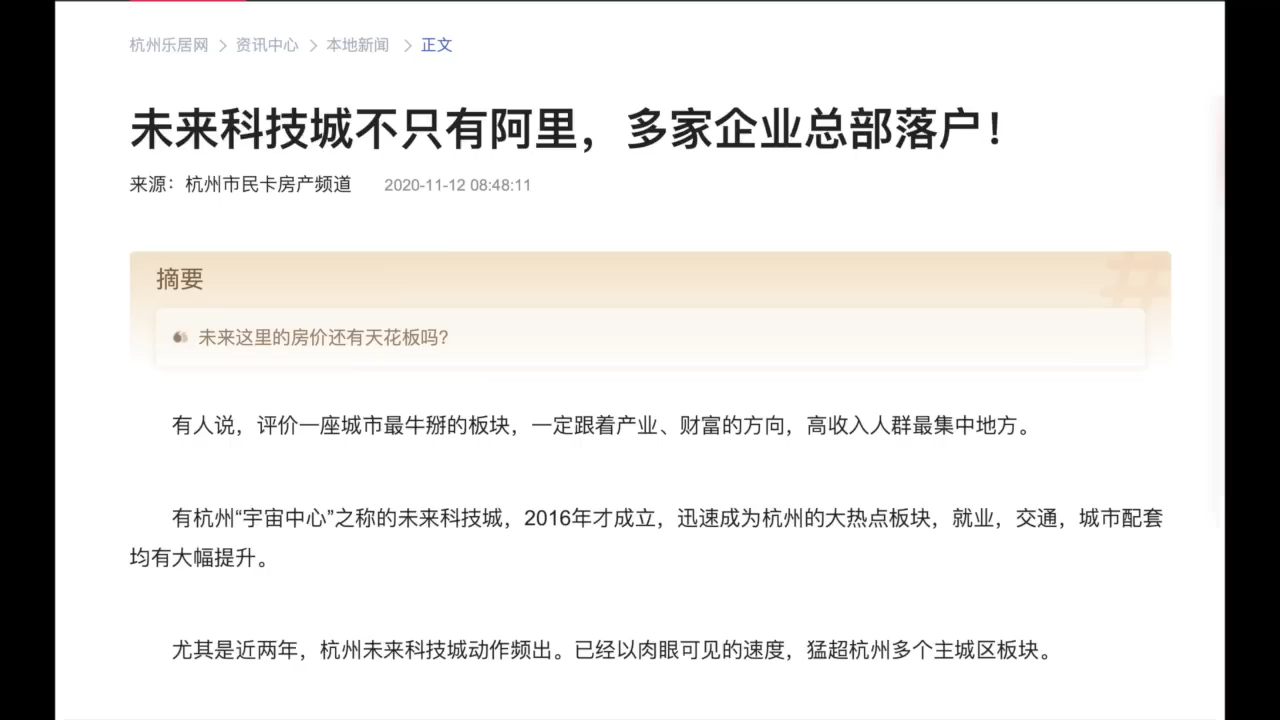 杭州乐居网 > 资讯中心 > 本地新闻 > 正文
未来科技城不只有阿里，多家企业总部落户！
来源：杭州市民卡房产频道 2020-11-12 08:48:11
摘要
未来这里的房价还有天花板吗？
有人说，评价一座城市最牛掰的板块，一定跟着产业、财富的方向，高收入人群最集中地方。
有杭州“宇宙中心”之称的未来科技城，2016年才成立，迅速成为杭州的大热点板块，就业，交通，城市配套
均有大幅提升。
尤其是近两年，杭州未来科技城动作频出。已经以肉眼可见的速度，猛超杭州多个主城区板块。